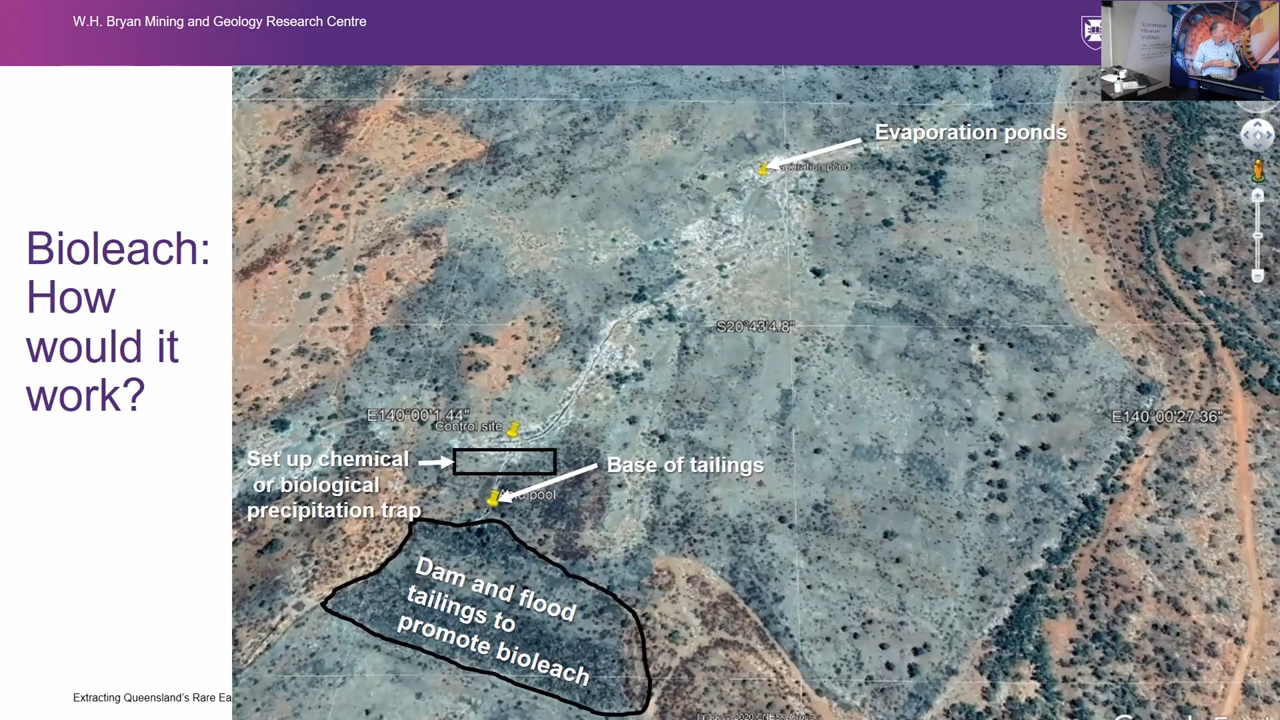 W.H. Bryan Mining and Geology Research Centre
Bioleach:
How
would it
work?
Evaporation ponds
S20°43'4.8"
E140°00'1.44"
E140°00'27.36"
Control site
Set up chemical
or biological
precipitation trap
Base of tailings
pool
Dam and flood
tailings to
promote bioleach
Extracting Queensland's Rare Ea